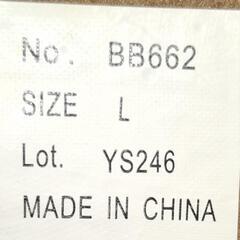 No. BB662
SIZE L
Lot. YS246
MADE IN CHINA